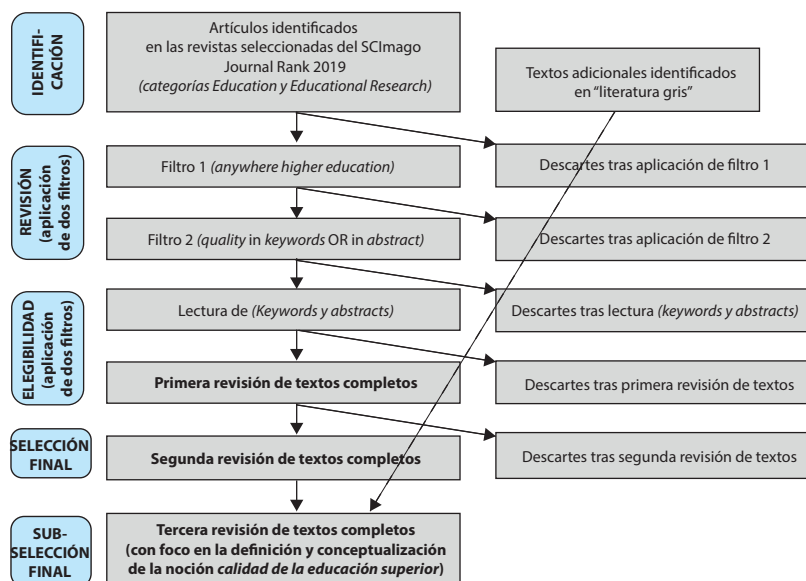 IDENTIFI-
CACIÓN
Artículos identificados
en las revistas seleccionadas del SCImago
Journal Rank 2019
(categorías Education y Educational Research)
Textos adicionales identificados
en “literatura gris”
REVISIÓN
(aplicación
de dos filtros)
Filtro 1 (anywhere higher education)
Descartes tras aplicación de filtro 1
Filtro 2 (quality in keywords OR in abstract)
Descartes tras aplicación de filtro 2
ELEGIBILIDAD
(aplicación
de dos filtros)
Lectura de (Keywords y abstracts)
Descartes tras lectura (keywords y abstracts)
Primera revisión de textos completos
Descartes tras primera revisión de textos
SELECCIÓN
FINAL
Segunda revisión de textos completos
Descartes tras segunda revisión de textos
SUB-
SELECCIÓN
FINAL
Tercera revisión de textos completos
(con foco en la definición y conceptualización
de la noción calidad de la educación superior)